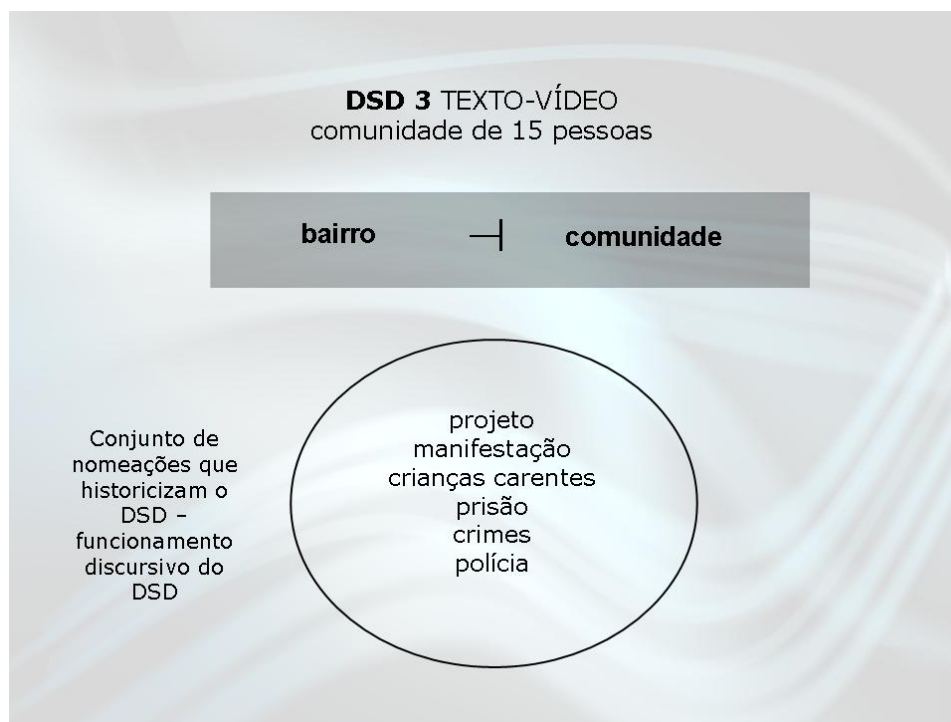 DSD 3 TEXTO-VÍDEO
comunidade de 15 pessoas
bairro ⊣ comunidade
Conjunto de
nomeações que
historicizam o
DSD –
funcionamento
discursivo do
DSD
projeto
manifestação
crianças carentes
prisão
crimes
polícia